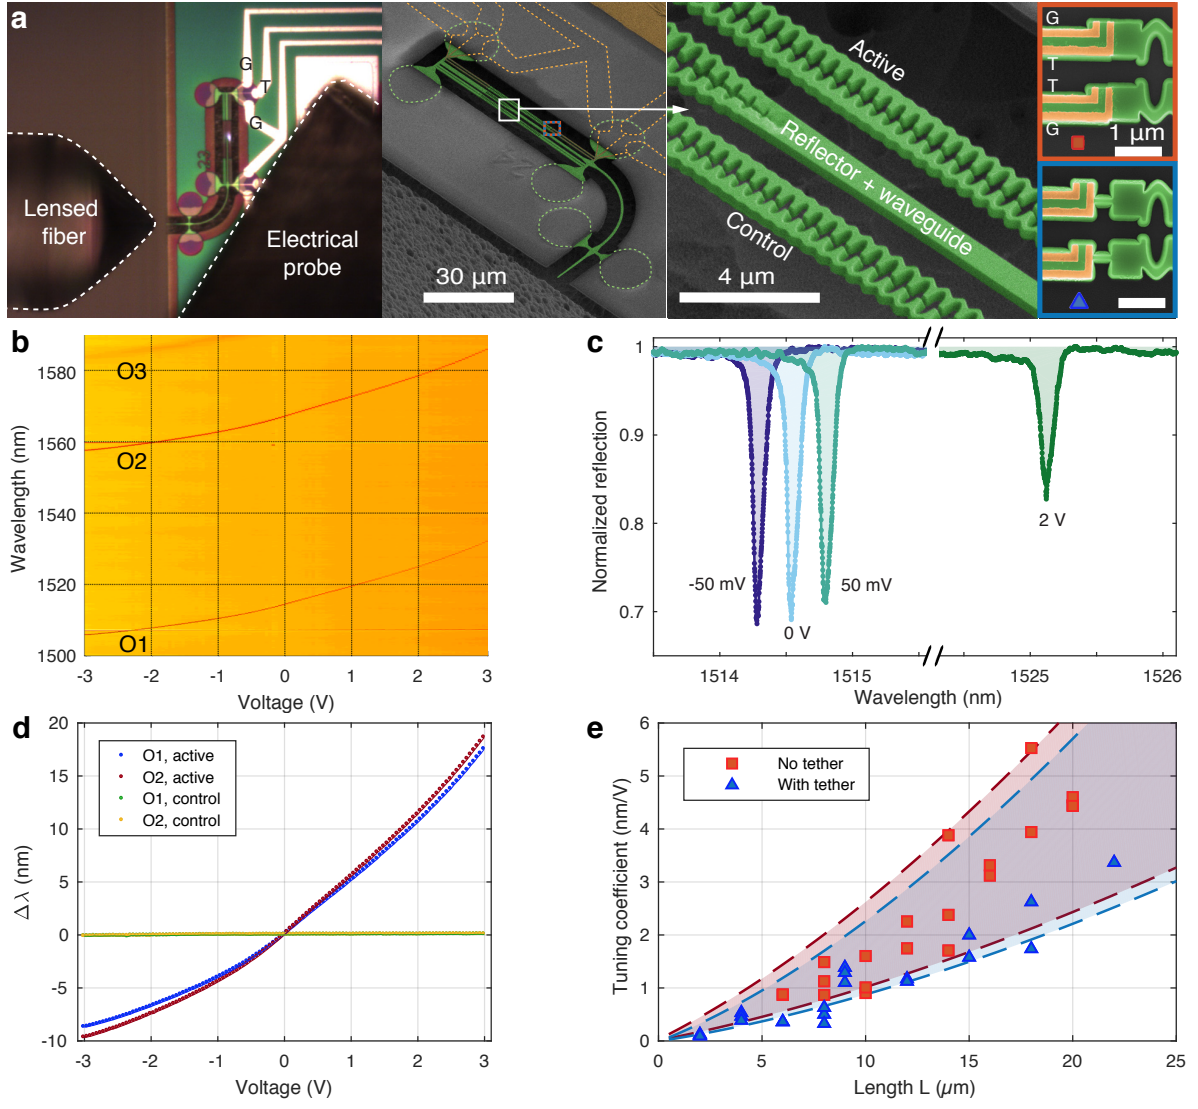 a
Lensed
fiber
G
T
G
Electrical
probe
30 μm
Active
Reflector + waveguide
Control
4 μm
G
T
T
G
1 μm
b
Wavelength (nm)
1580
1560
1540
1520
1500
O3
O2
O1
-3 -2 -1 0 1 2 3
Voltage (V)
c
Normalized reflection
1
0.9
0.8
0.7
-50 mV
0 V
50 mV
2 V
1514 1515 1525 1526
Wavelength (nm)
d
Δλ (nm)
20
15
10
5
0
-5
-10
O1, active
O2, active
O1, control
O2, control
-3 -2 -1 0 1 2 3
Voltage (V)
e
Tuning coefficient (nm/V)
6
5
4
3
2
1
0
No tether
With tether
0 5 10 15 20 25
Length L (μm)